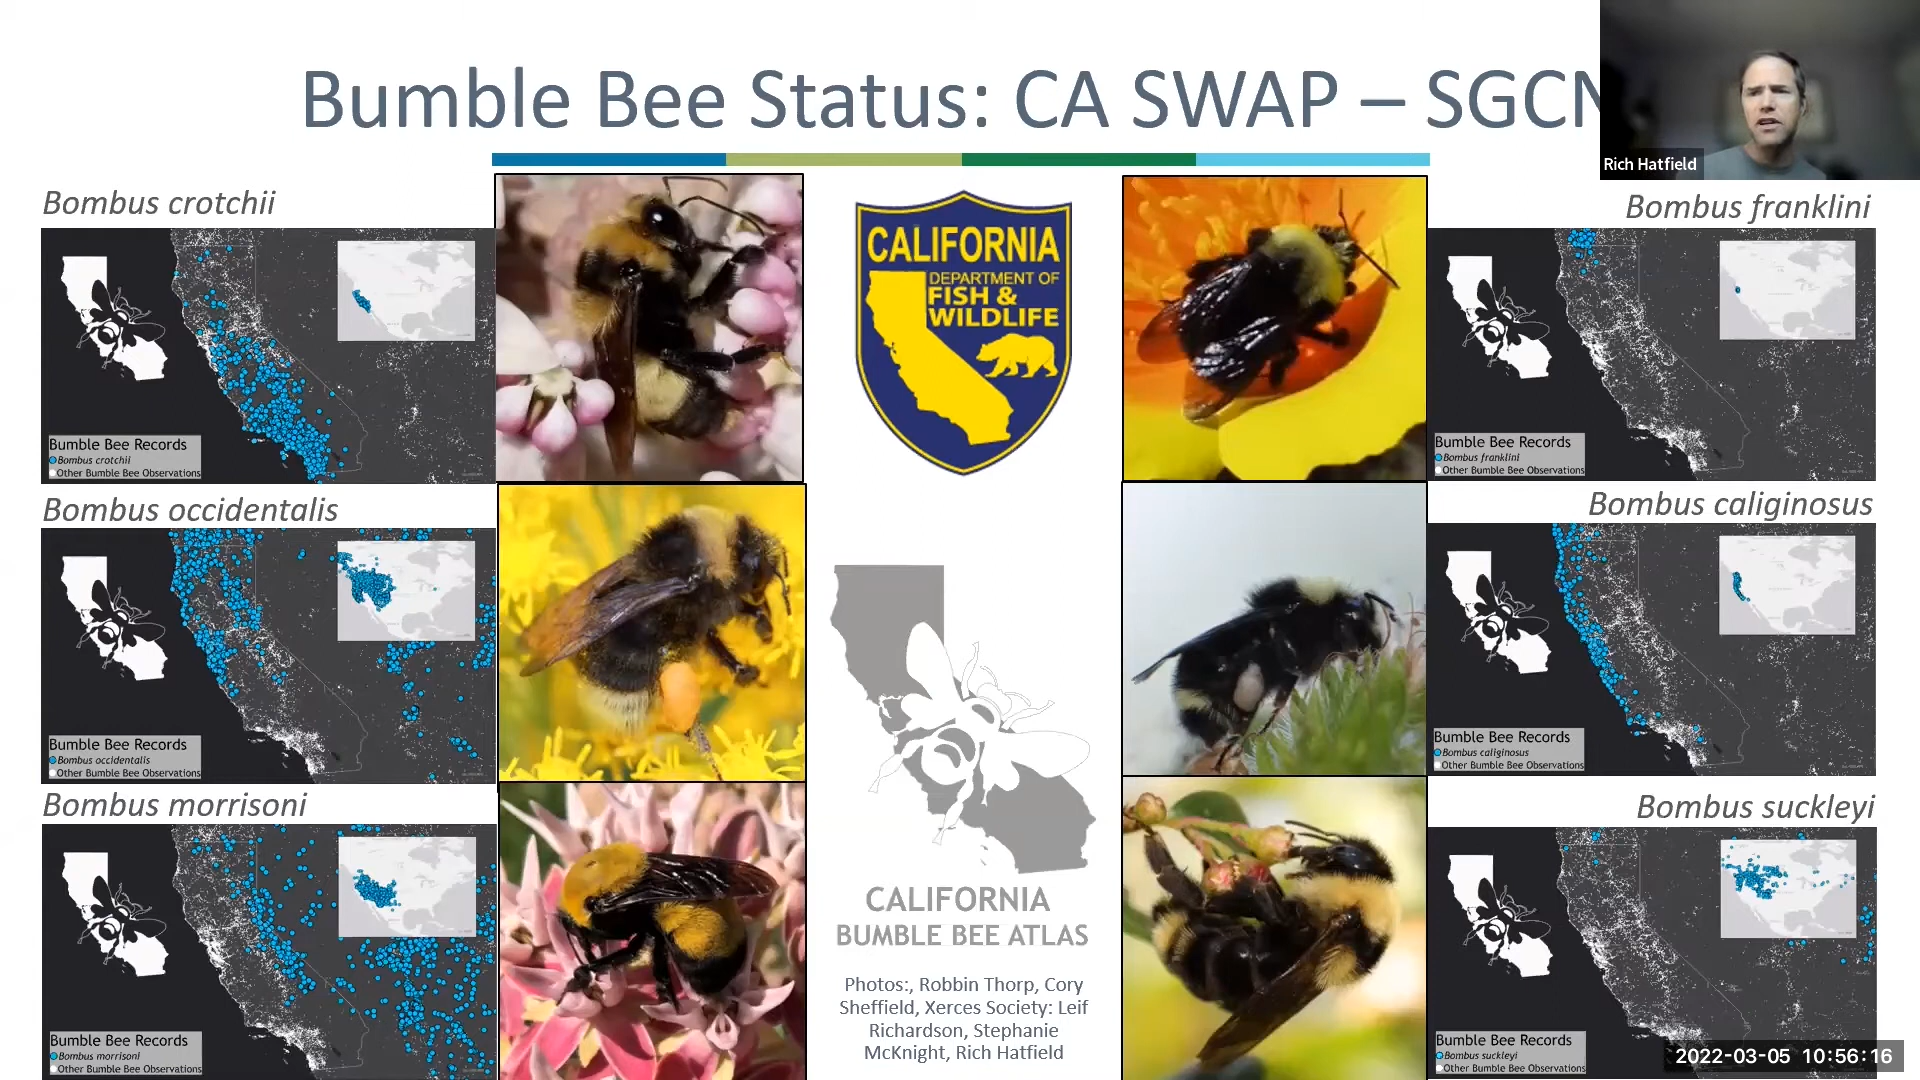 Bumble Bee Status: CA SWAP – SGCN
Rich Hatfield
Bombus crotchii
Bumble Bee Records
Bombus crotchii
Other Bumble Bee Observations
Bombus occidentalis
Bumble Bee Records
Bombus occidentalis
Other Bumble Bee Observations
Bombus morrisoni
Bumble Bee Records
Bombus morrisoni
Other Bumble Bee Observations
CALIFORNIA
DEPARTMENT OF
FISH &
WILDLIFE
CALIFORNIA
BUMBLE BEE ATLAS
Photos:, Robbin Thorp, Cory
Sheffield, Xerces Society: Leif
Richardson, Stephanie
McKnight, Rich Hatfield
Bombus franklini
Bumble Bee Records
Bombus franklini
Other Bumble Bee Observations
Bombus caliginosus
Bumble Bee Records
Bombus caliginosus
Other Bumble Bee Observations
Bombus suckleyi
Bumble Bee Records
Bombus suckleyi
Other Bumble Bee Observations
2022-03-05 10:56:16